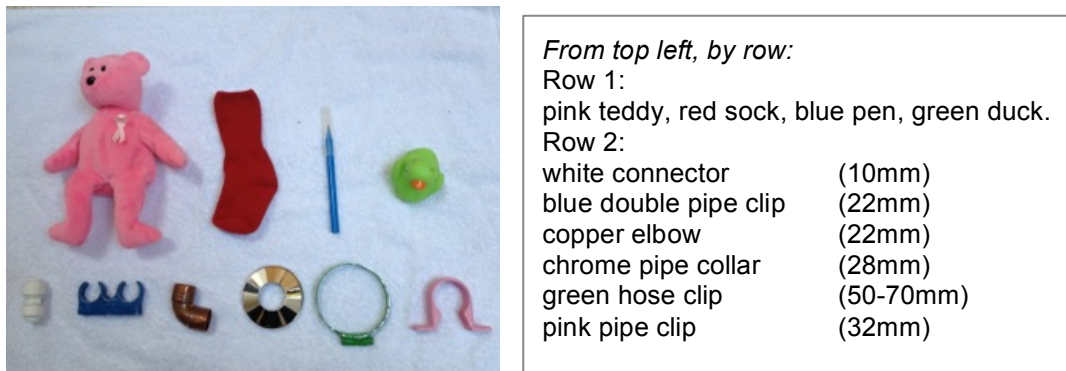 From top left, by row:
Row 1:
pink teddy, red sock, blue pen, green duck.
Row 2:
white connector (10mm)
blue double pipe clip (22mm)
copper elbow (22mm)
chrome pipe collar (28mm)
green hose clip (50-70mm)
pink pipe clip (32mm)